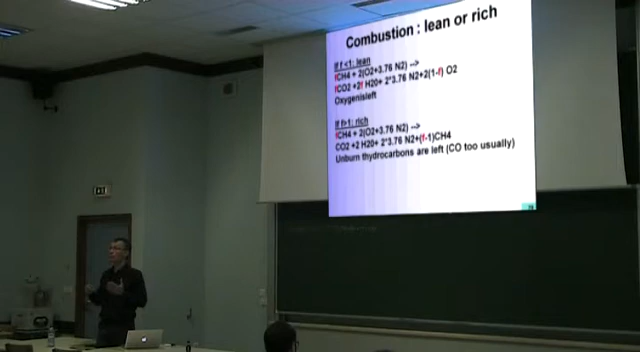 Combustion : lean or rich
If f <1: lean
fCH4 + 2(O2+3.76 N2) -->
fCO2 +2f H20+ 2*3.76 N2+2(1-f) O2
Oxygenisleft
If f>1: rich
fCH4 + 2(O2+3.76 N2) -->
CO2 +2 H20+ 2*3.76 N2+(f-1)CH4
Unburn thydrocarbons are left (CO too usually)